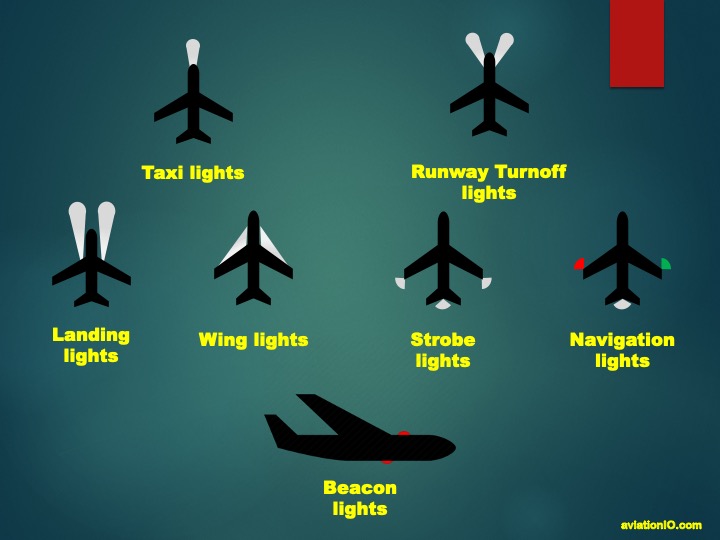 Taxi lights
Runway Turnoff
lights
Landing
lights
Wing lights
Strobe
lights
Navigation
lights
Beacon
lights
aviationIO.com